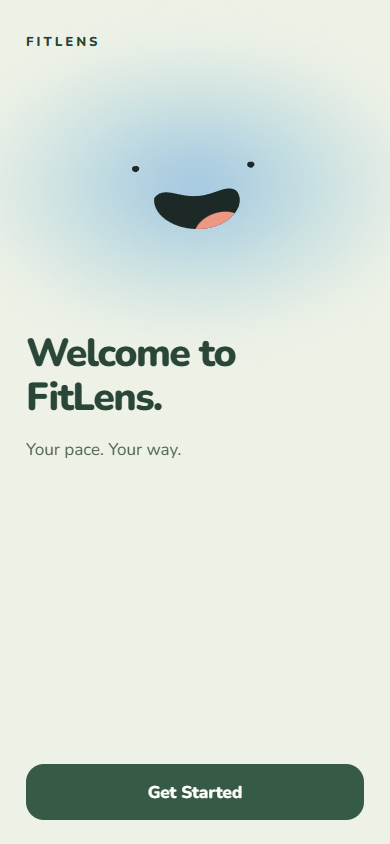 FITLENS
Welcome to
FitLens.
Your pace. Your way.
Get Started